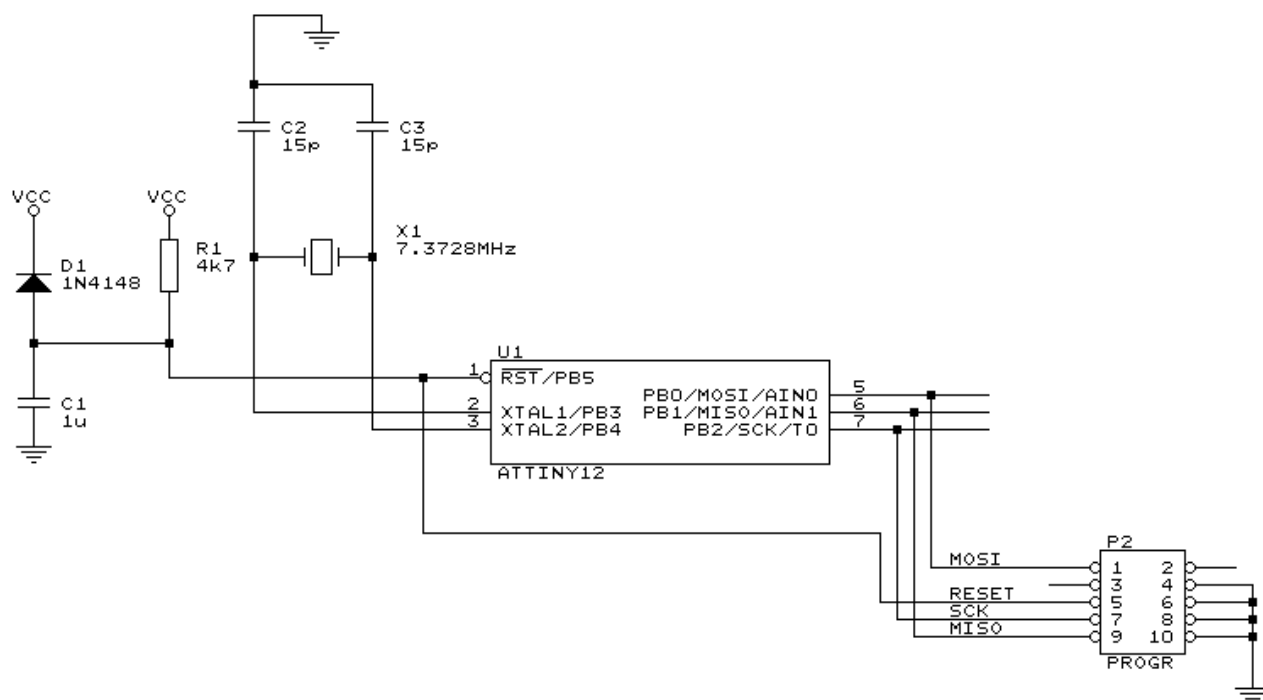 C2
15p
C3
15p
VCC
VCC
X1
7.3728MHz
R1
4k7
D1
1N4148
C1
1u
U1
1
RST/PB5
2
XTAL1/PB3
3
XTAL2/PB4
PB0/MOSI/AIN0
5
PB1/MISO/AIN1
6
PB2/SCK/T0
7
ATTINY12
P2
MOSI
1 2
3 4
RESET
5 6
SCK
7 8
MISO
9 10
PROGR